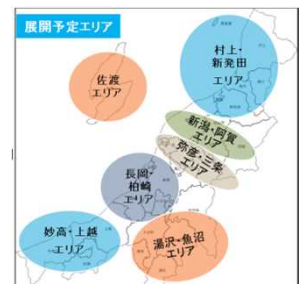 展開予定エリア
村上・
新発田
エリア
佐渡
エリア
新潟・阿賀
エリア
弥彦・三条
エリア
長岡・
柏崎
エリア
妙高・上越
エリア
湯沢・魚沼
エリア